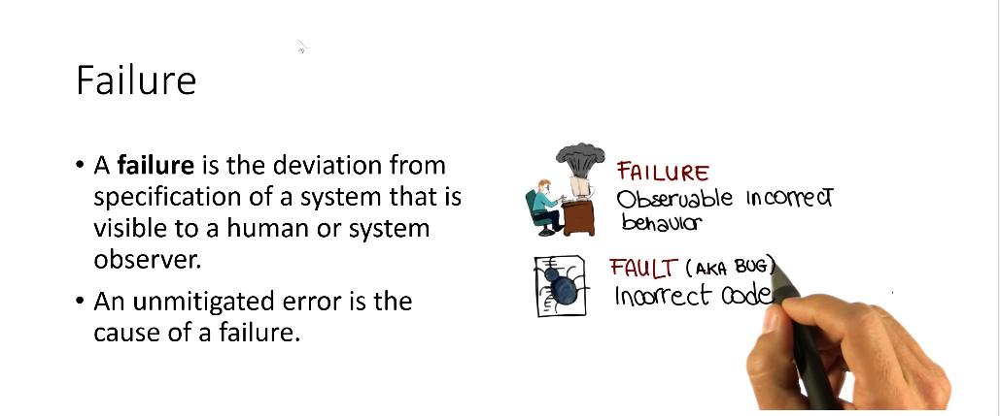 Failure
• A failure is the deviation from
specification of a system that is
visible to a human or system
observer.
• An unmitigated error is the
cause of a failure.
FAILURE
Observable incorrect
behavior
FAULT (AKA BUG)
Incorrect code